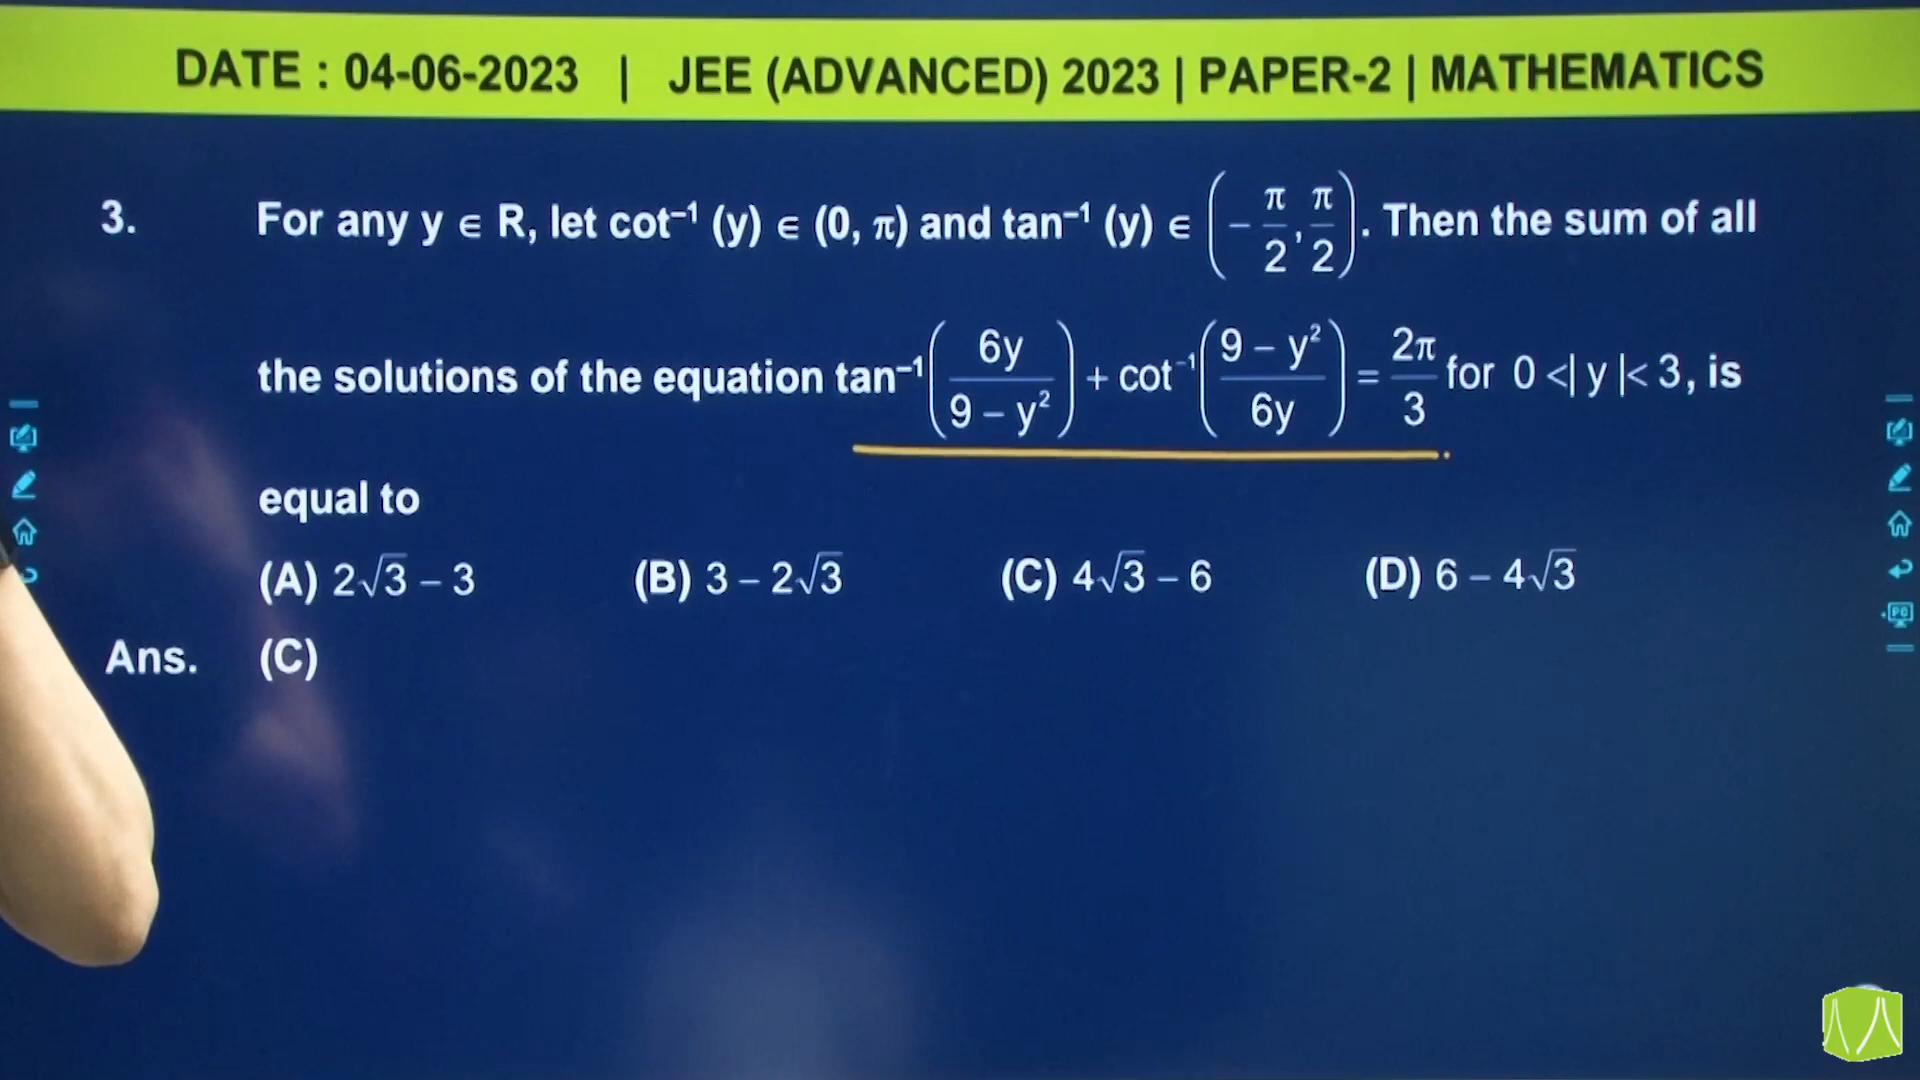 DATE : 04-06-2023 | JEE (ADVANCED) 2023 | PAPER-2 | MATHEMATICS
3. For any y ∈ R, let cot⁻¹ (y) ∈ (0, π) and tan⁻¹ (y) ∈ (−π/2, π/2). Then the sum of all
the solutions of the equation tan⁻¹(6y/(9 − y²)) + cot⁻¹((9 − y²)/6y) = 2π/3 for 0 <| y |< 3, is
equal to
(A) 2√3 − 3 (B) 3 − 2√3 (C) 4√3 − 6 (D) 6 − 4√3
Ans. (C)
PC